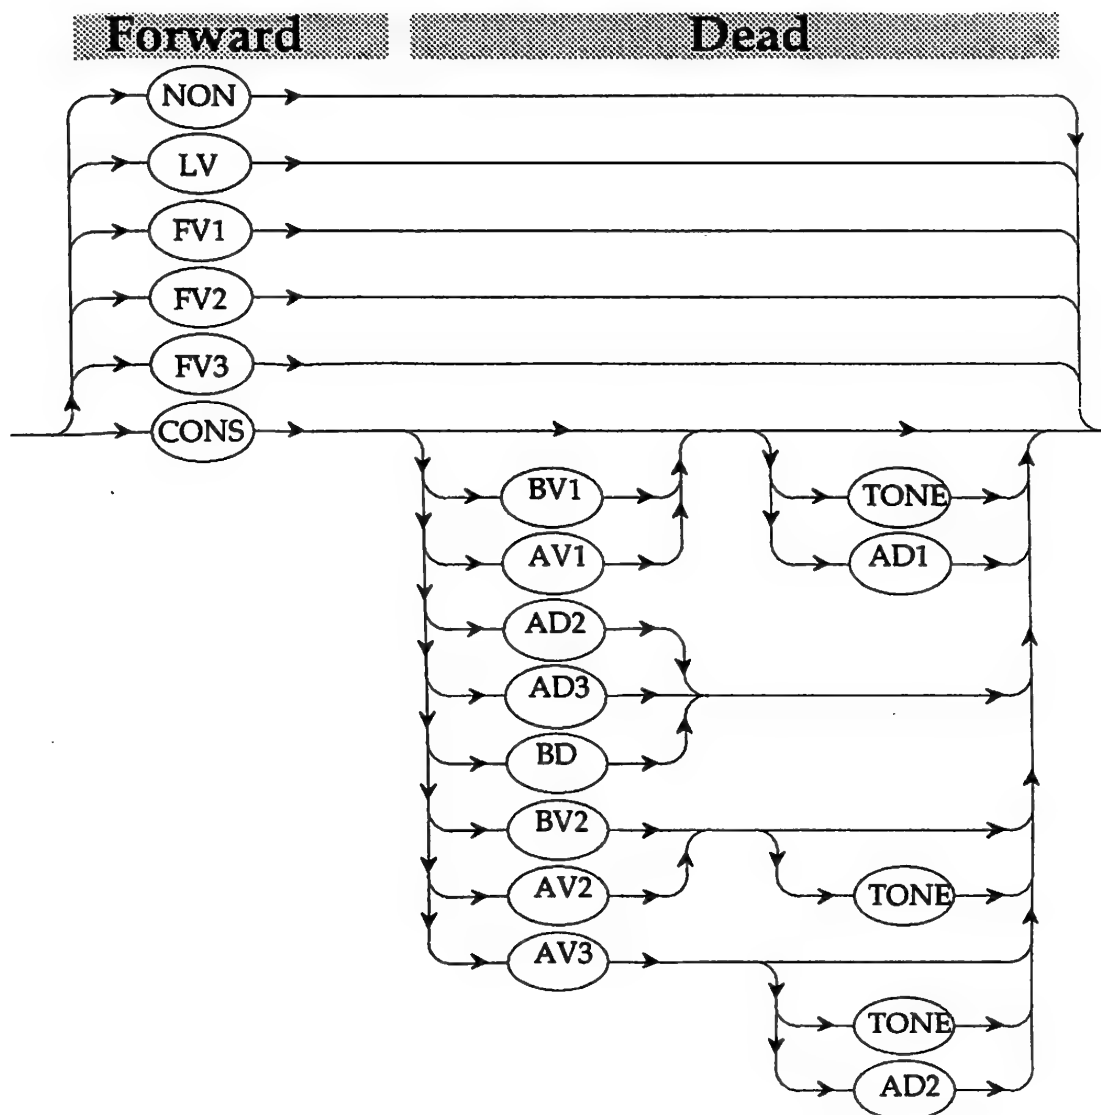 Forward Dead
NON
LV
FV1
FV2
FV3
CONS
BV1 TONE
AV1 AD1
AD2
AD3
BD
BV2
AV2 TONE
AV3
TONE
AD2